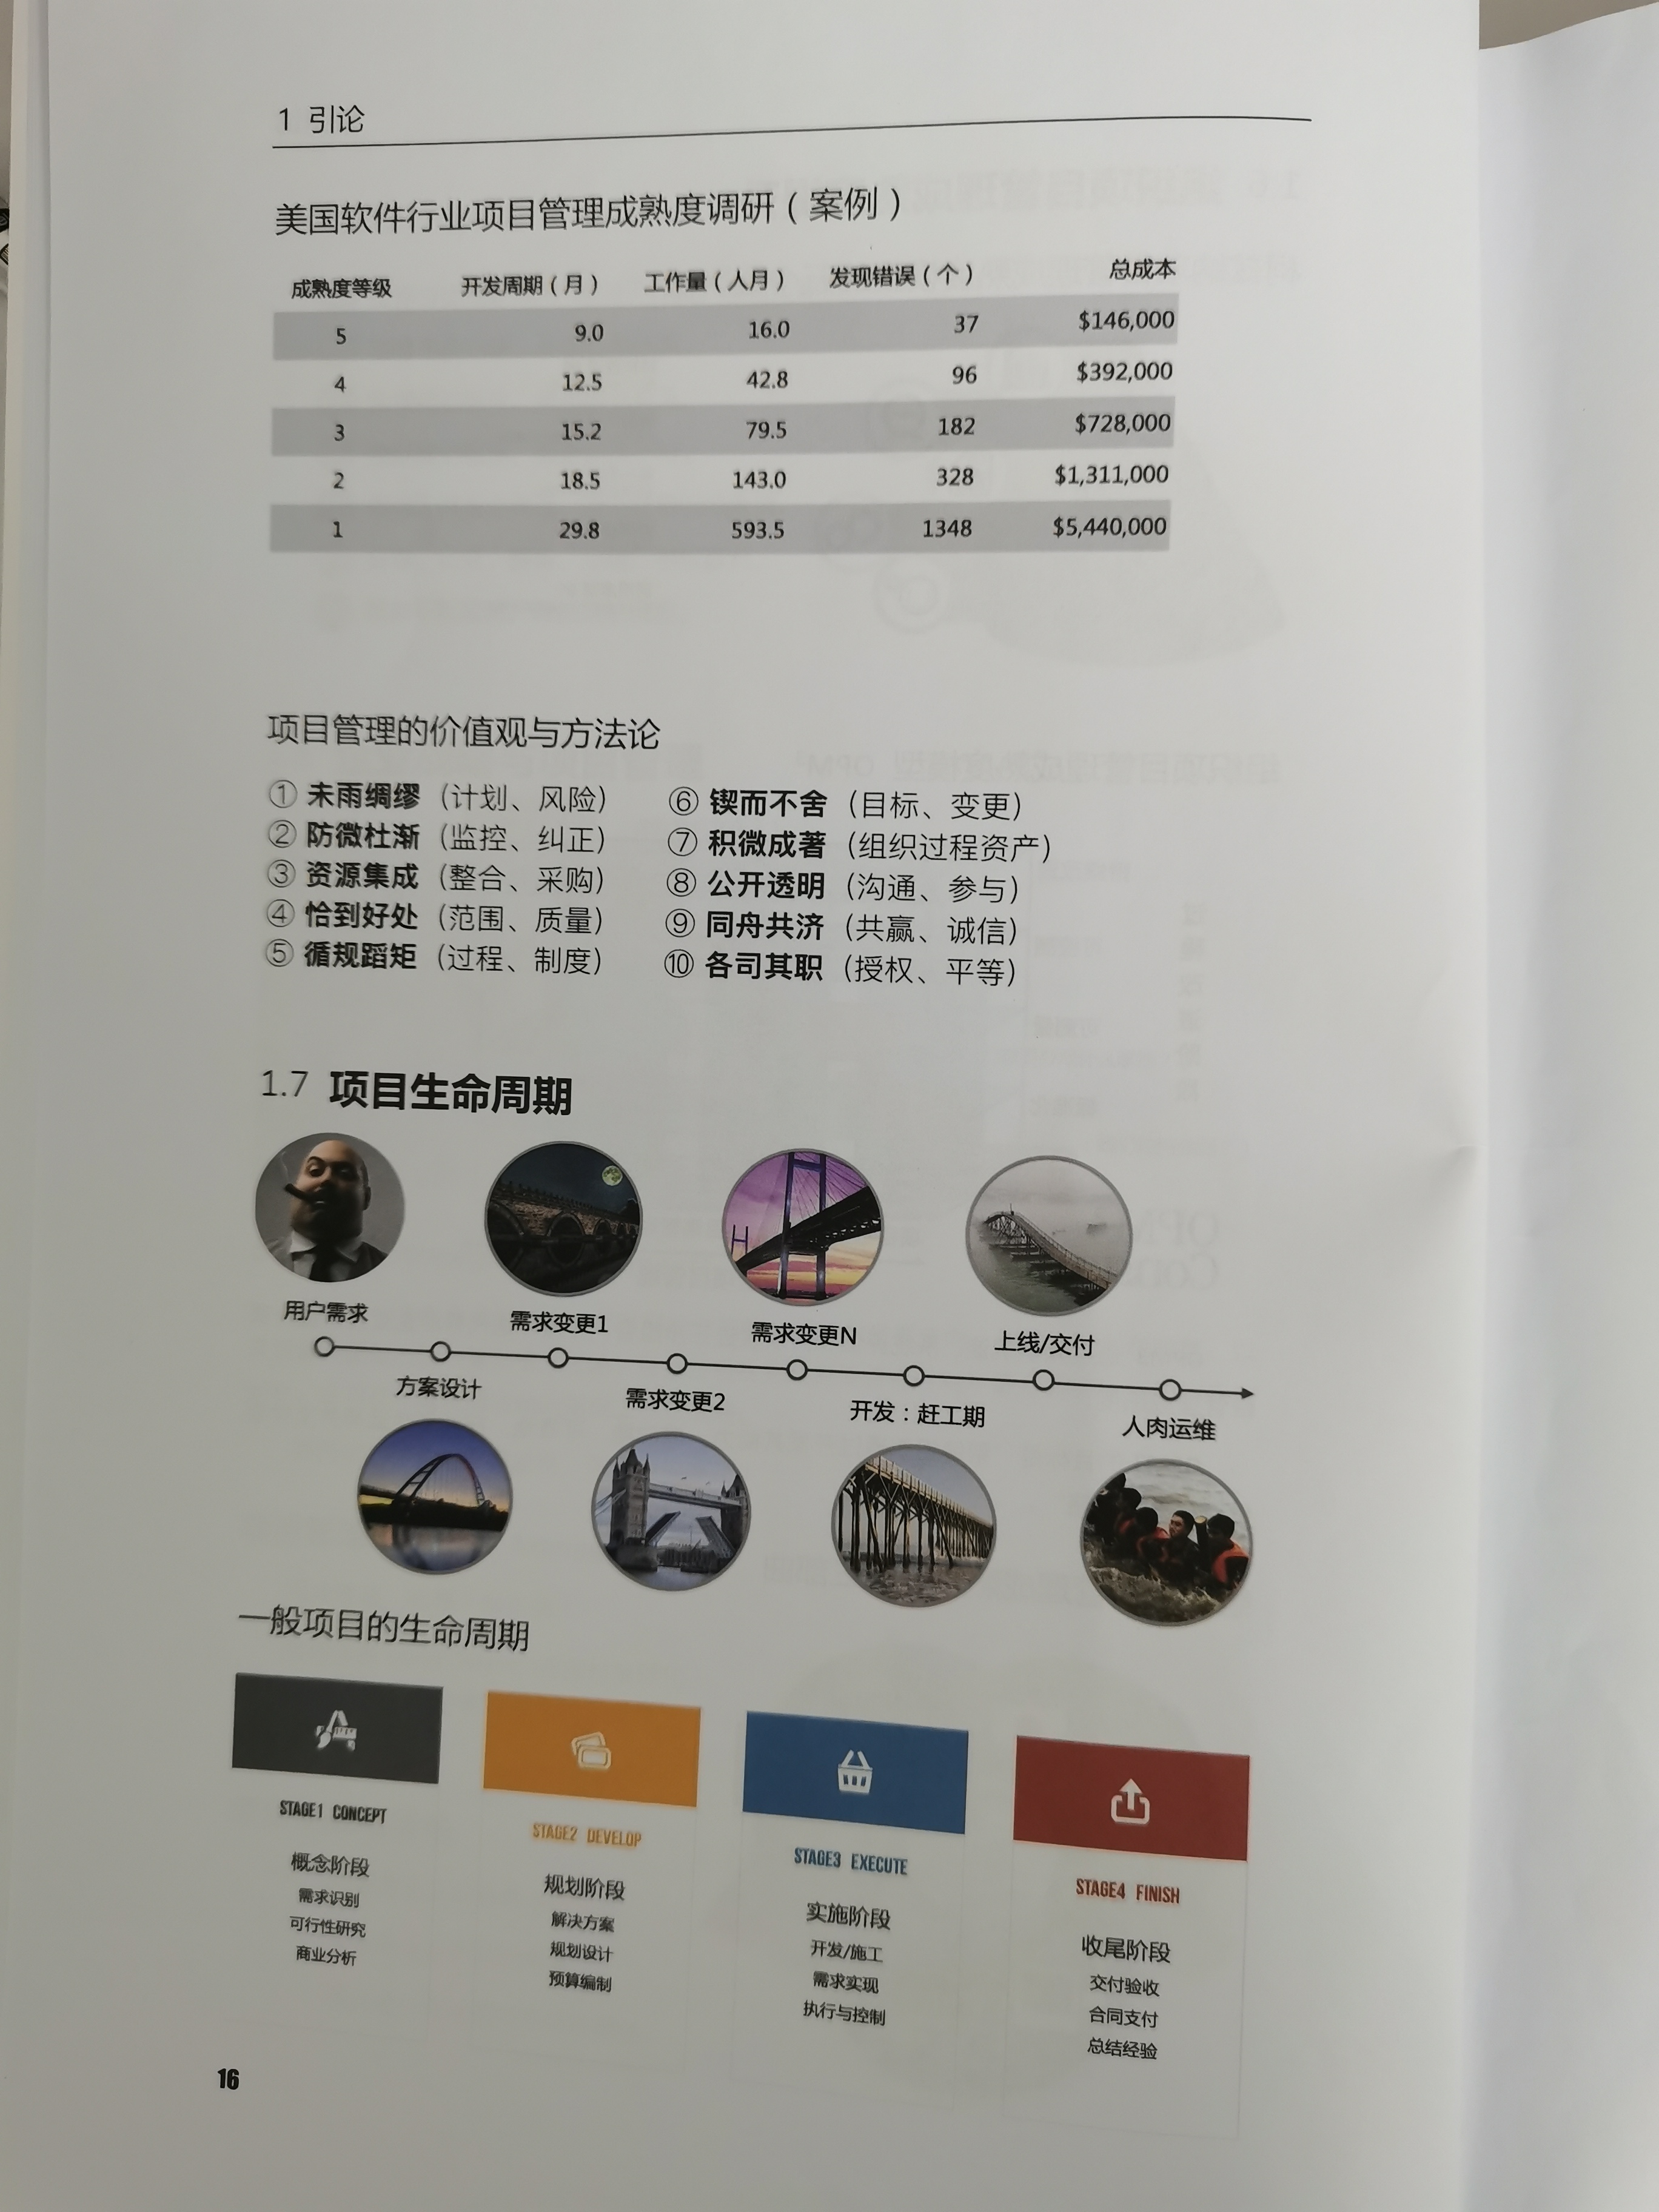 1 引论
美国软件行业项目管理成熟度调研（案例）
成熟度等级 开发周期（月） 工作量（人月） 发现错误（个） 总成本
5 9.0 16.0 37 $146,000
4 12.5 42.8 96 $392,000
3 15.2 79.5 182 $728,000
2 18.5 143.0 328 $1,311,000
1 29.8 593.5 1348 $5,440,000
项目管理的价值观与方法论
① 未雨绸缪（计划、风险）
② 防微杜渐（监控、纠正）
③ 资源集成（整合、采购）
④ 恰到好处（范围、质量）
⑤ 循规蹈矩（过程、制度）
⑥ 锲而不舍（目标、变更）
⑦ 积微成著（组织过程资产）
⑧ 公开透明（沟通、参与）
⑨ 同舟共济（共赢、诚信）
⑩ 各司其职（授权、平等）
1.7 项目生命周期
用户需求 需求变更1 需求变更N 上线/交付
方案设计 需求变更2 开发：赶工期 人肉运维
一般项目的生命周期
STAGE1 CONCEPT
概念阶段
需求识别
可行性研究
商业分析
STAGE2 DEVELOP
规划阶段
解决方案
规划设计
预算编制
STAGE3 EXECUTE
实施阶段
开发/施工
需求实现
执行与控制
STAGE4 FINISH
收尾阶段
交付验收
合同支付
总结经验
16